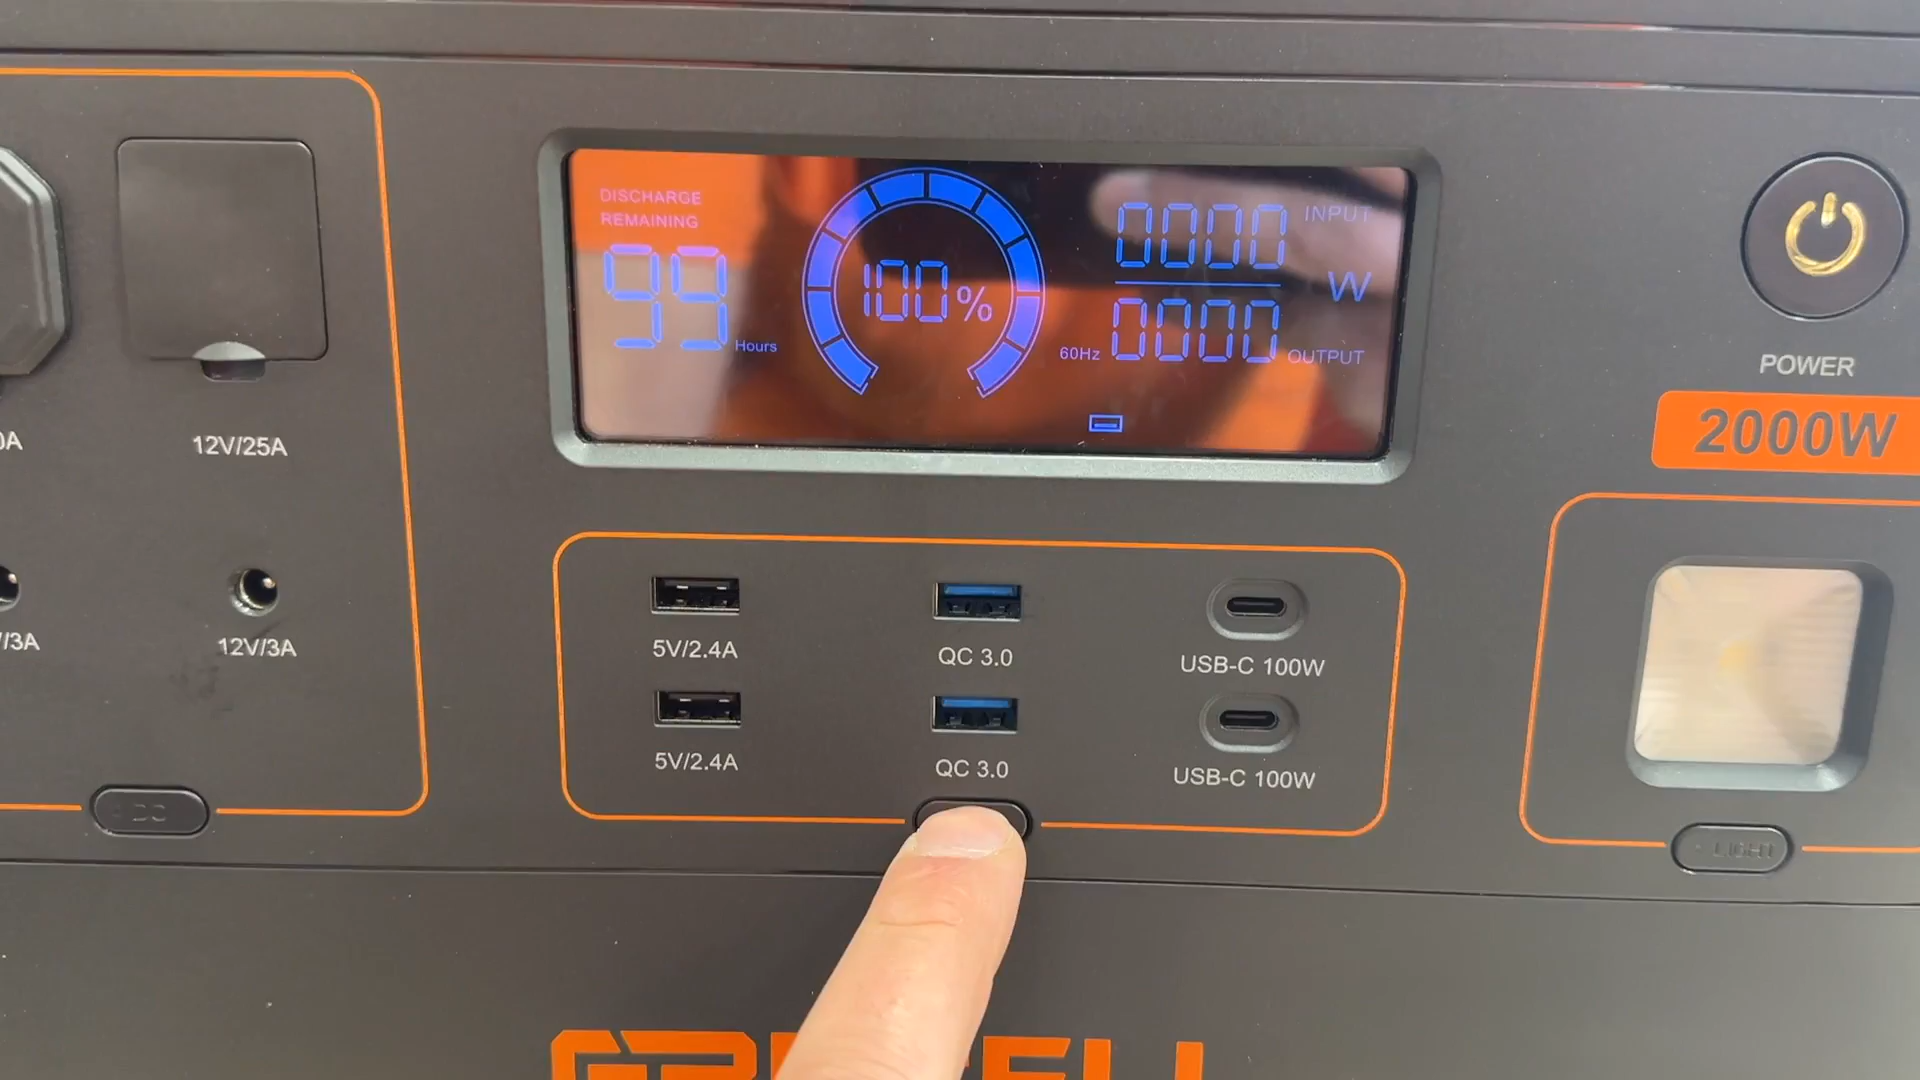 DISCHARGE
REMAINING
99
Hours
100%
0000 INPUT
W
60Hz 0000 OUTPUT
POWER
2000W
12V/25A
12V/3A
/3A
5V/2.4A
QC 3.0
USB-C 100W
5V/2.4A
QC 3.0
USB-C 100W
DC
LIGHT